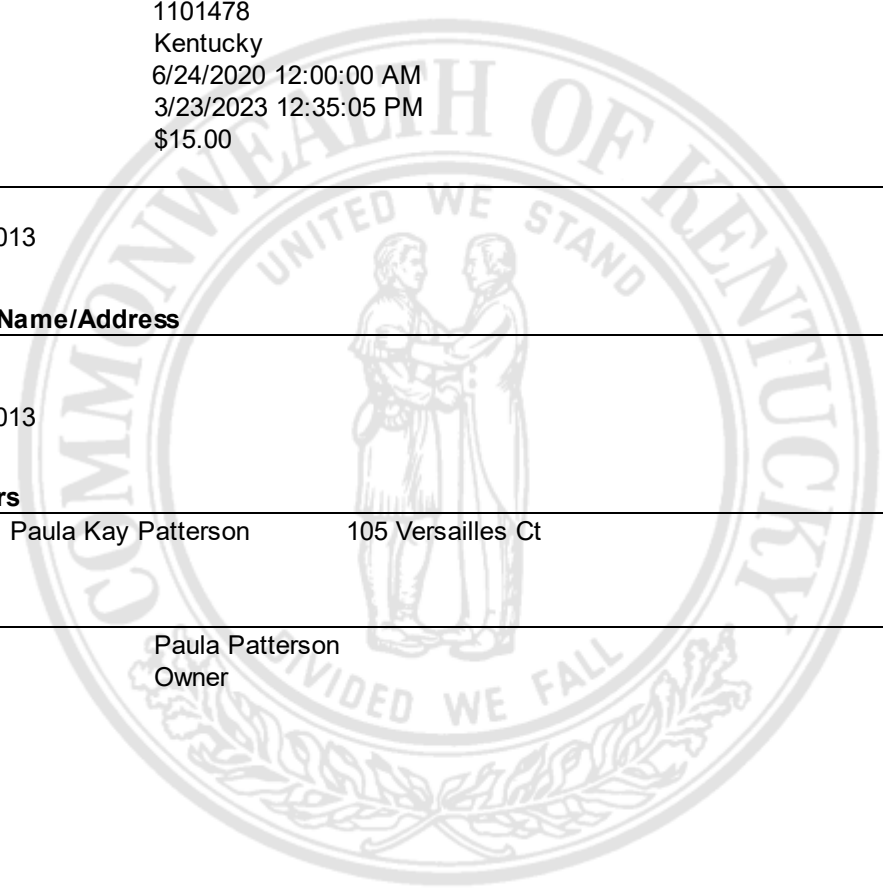 1101478
Kentucky
6/24/2020 12:00:00 AM
3/23/2023 12:35:05 PM
$15.00
COMMONWEALTH OF KENTUCKY
UNITED WE STAND
013
Name/Address
013
rs
Paula Kay Patterson 105 Versailles Ct
Paula Patterson
Owner
DIVIDED WE FALL